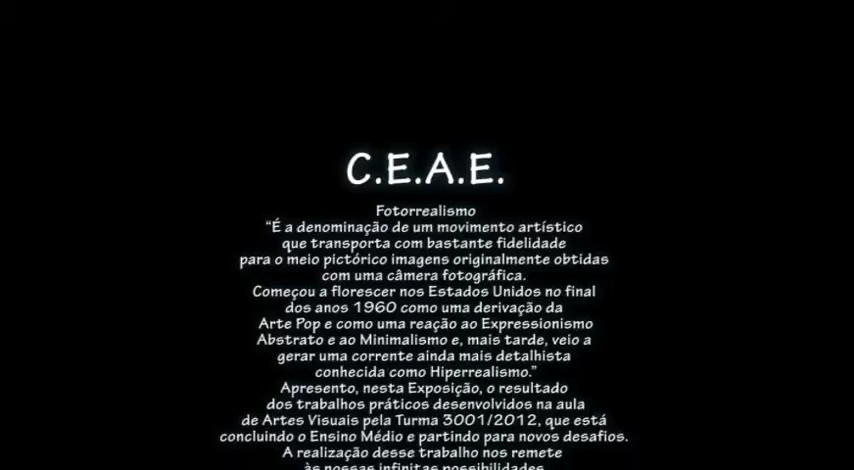 C.E.A.E.
Fotorrealismo
“É a denominação de um movimento artístico
que transporta com bastante fidelidade
para o meio pictórico imagens originalmente obtidas
com uma câmera fotográfica.
Começou a florescer nos Estados Unidos no final
dos anos 1960 como uma derivação da
Arte Pop e como uma reação ao Expressionismo
Abstrato e ao Minimalismo e, mais tarde, veio a
gerar uma corrente ainda mais detalhista
conhecida como Hiperrealismo.”
Apresento, nesta Exposição, o resultado
dos trabalhos práticos desenvolvidos na aula
de Artes Visuais pela Turma 3001/2012, que está
concluindo o Ensino Médio e partindo para novos desafios.
A realização desse trabalho nos remete
às nossas infinitas possibilidades